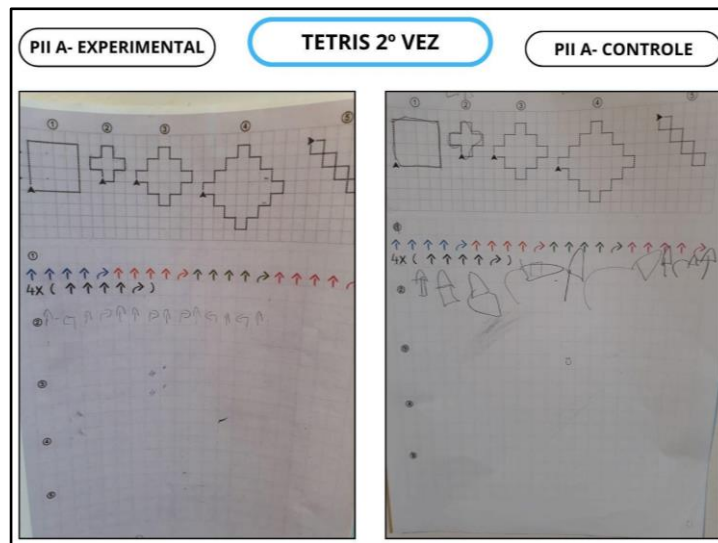 PII A- EXPERIMENTAL
TETRIS 2º VEZ
PII A- CONTROLE
① ② ③ ④ ⑤
①
↑ ↑ ↑ ↑ ↱ ↑ ↑ ↑ ↑ ↱ ↑ ↑ ↑ ↑ ↱ ↑ ↑ ↑ ↑ ↱
4X ( ↑ ↑ ↑ ↑ ↱ )
②
③
④
⑤
① ② ③ ④ ⑤
①
↑ ↑ ↑ ↑ ↱ ↑ ↑ ↑ ↑ ↱ ↑ ↑ ↑ ↑ ↱ ↑ ↑ ↑ ↑ ↱
4X ( ↑ ↑ ↑ ↑ ↱ )
②
③
④
⑤